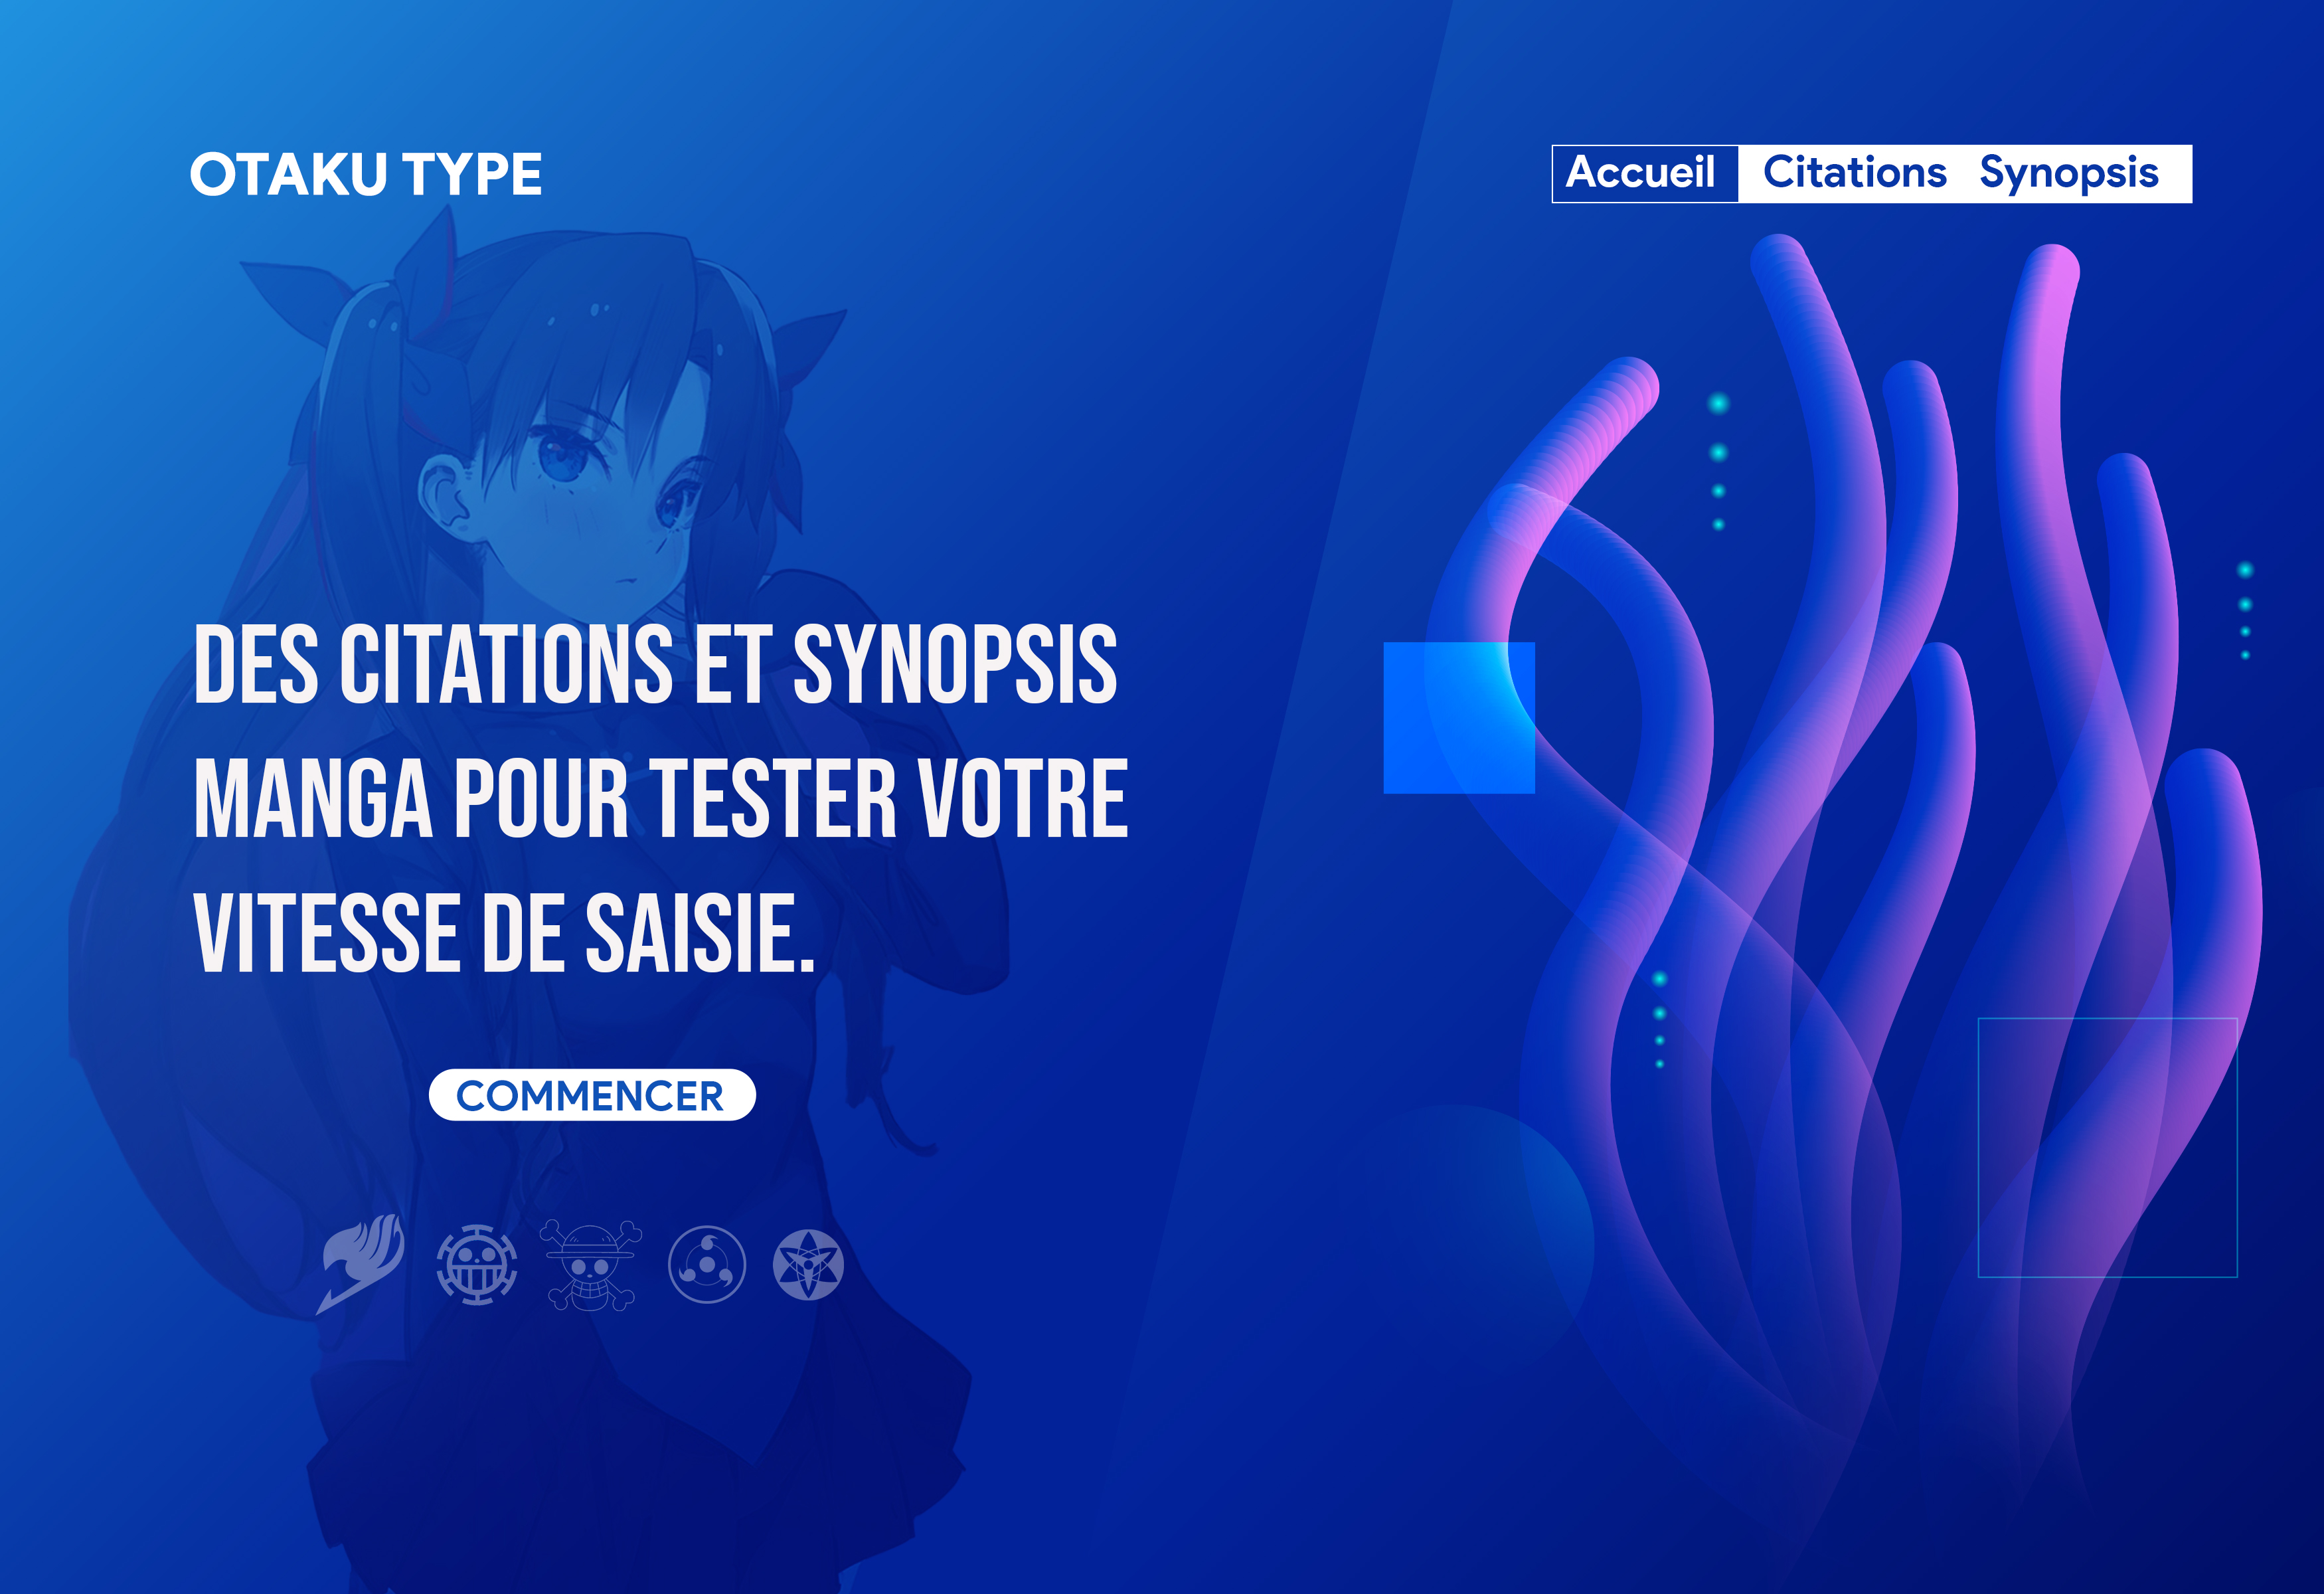 OTAKU TYPE
Accueil Citations Synopsis
DES CITATIONS ET SYNOPSIS
MANGA POUR TESTER VOTRE
VITESSE DE SAISIE.
COMMENCER